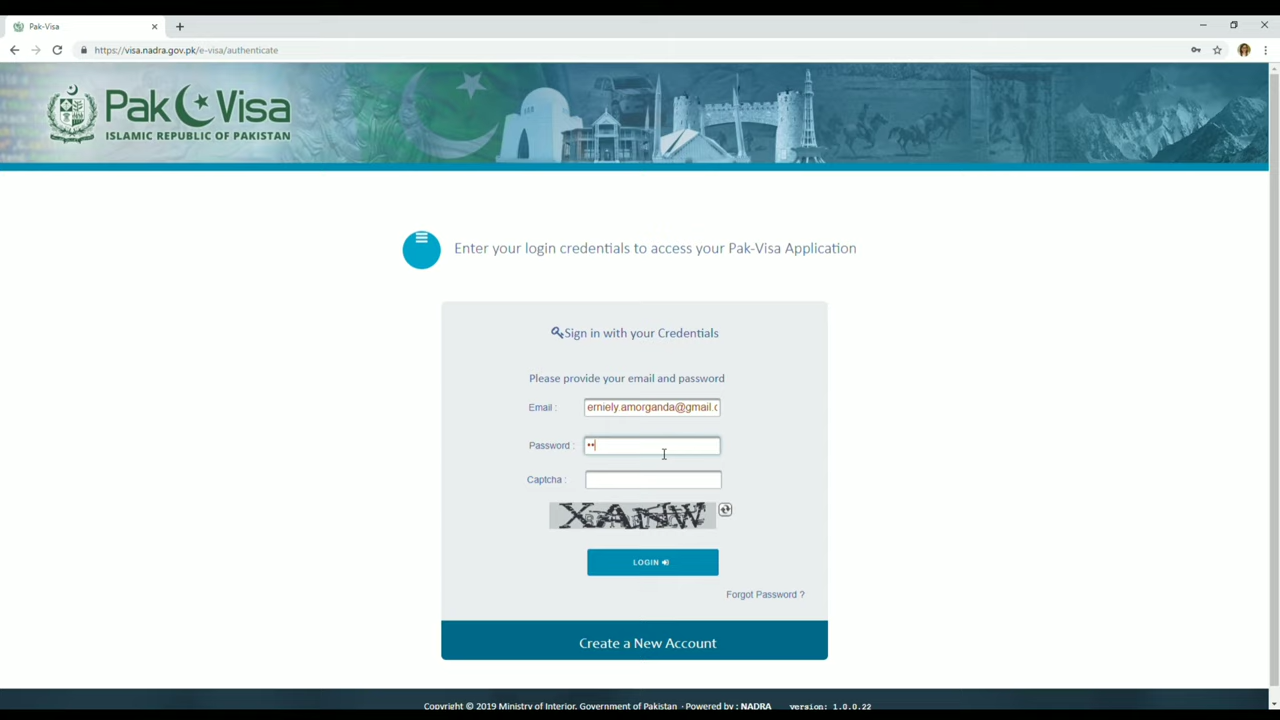 Pak-Visa
https://visa.nadra.gov.pk/e-visa/authenticate
Pak Visa
ISLAMIC REPUBLIC OF PAKISTAN
Enter your login credentials to access your Pak-Visa Application
Sign in with your Credentials
Please provide your email and password
Email : erniely.amorganda@gmail.c
Password : ••
Captcha :
XANW
LOGIN
Forgot Password ?
Create a New Account
Copyright © 2019 Ministry of Interior, Government of Pakistan · Powered by : NADRA version: 1.0.0.22